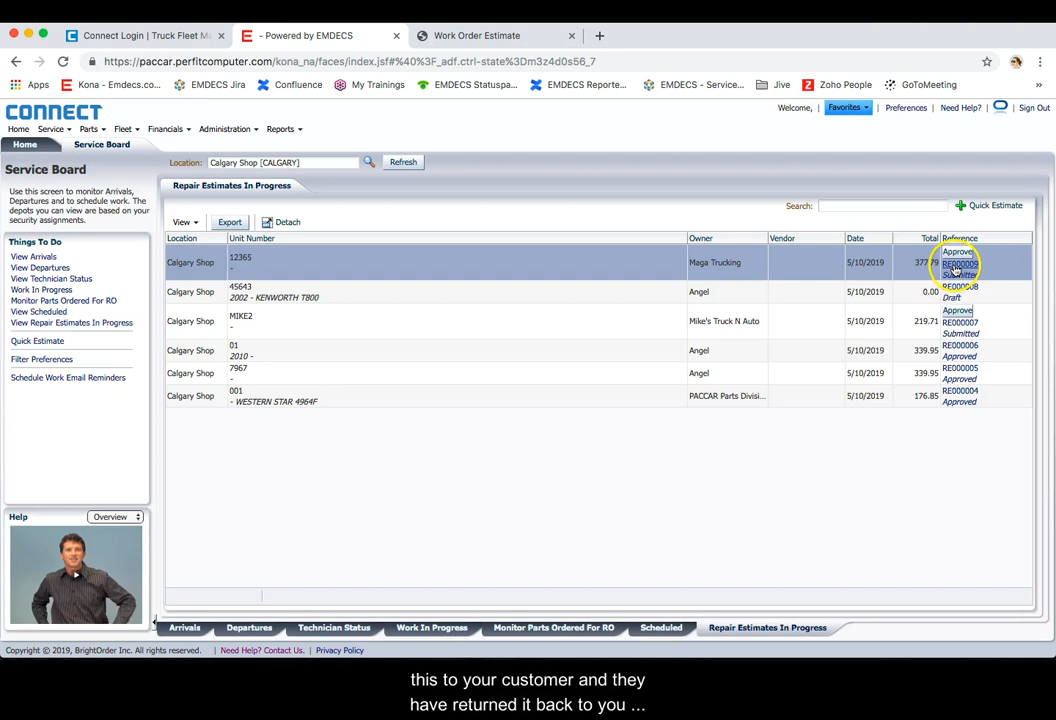 Connect Login | Truck Fleet M
- Powered by EMDECS
Work Order Estimate
https://paccar.perfitcomputer.com/kona_na/faces/index.jsf#%40%3F_adf.ctrl-state%3Dm3z4d0s56_7
Apps
Kona - Emdecs.co...
EMDECS Jira
Confluence
My Trainings
EMDECS Statuspa...
EMDECS Reporte...
EMDECS - Service...
Jive
Zoho People
GoToMeeting
»
CONNECT
Welcome, |
Favorites
Preferences
Need Help?
Sign Out
Home Service Parts Fleet Financials Administration Reports
Home
Service Board
Service Board
Location: Calgary Shop [CALGARY]
Refresh
Use this screen to monitor Arrivals,
Departures and to schedule work. The
depots you can view are based on your
security assignments.
Things To Do
View Arrivals
View Departures
View Technician Status
Work In Progress
Monitor Parts Ordered For RO
View Scheduled
View Repair Estimates In Progress
Quick Estimate
Filter Preferences
Schedule Work Email Reminders
Repair Estimates In Progress
Search:
Quick Estimate
View
Export
Detach
Location Unit Number Owner Vendor Date Total Reference
Calgary Shop 12365 - Maga Trucking 5/10/2019 377.79 Approve RE000009 Submitted
Calgary Shop 45643 2002 - KENWORTH T800 Angel 5/10/2019 0.00 RE000008 Draft
Calgary Shop MIKE2 - Mike's Truck N Auto 5/10/2019 219.71 Approve RE000007 Submitted
Calgary Shop 01 2010 - Angel 5/10/2019 339.95 RE000006 Approved
Calgary Shop 7967 - Angel 5/10/2019 339.95 RE000005 Approved
Calgary Shop 001 - WESTERN STAR 4964F PACCAR Parts Divisi... 5/10/2019 176.85 RE000004 Approved
Help
Overview
Arrivals
Departures
Technician Status
Work In Progress
Monitor Parts Ordered For RO
Scheduled
Repair Estimates In Progress
Copyright © 2019, BrightOrder Inc. All rights reserved. | Need Help? Contact Us. | Privacy Policy
this to your customer and they
have returned it back to you ...